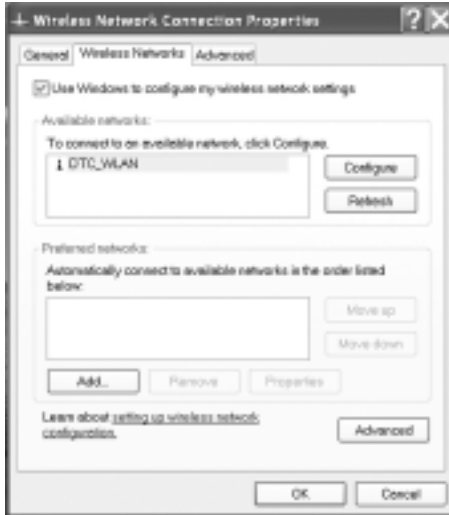 Wireless Network Connection Properties
General Wireless Networks Advanced
Use Windows to configure my wireless network settings
Available networks:
To connect to an available network, click Configure.
DTC_WLAN
Configure
Refresh
Preferred networks:
Automatically connect to available networks in the order listed
below:
Move up
Move down
Add... Remove Properties
Learn about setting up wireless network
configuration.
Advanced
OK Cancel